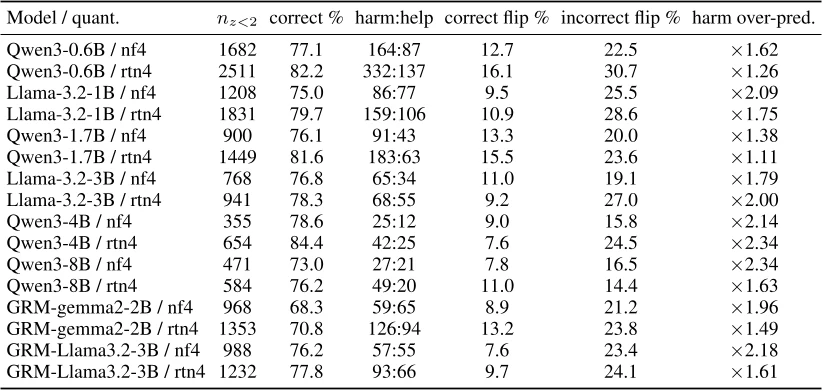 Model / quant. n_{z<2} correct % harm:help correct flip % incorrect flip % harm over-pred.
Qwen3-0.6B / nf4 1682 77.1 164:87 12.7 22.5 ×1.62
Qwen3-0.6B / rtn4 2511 82.2 332:137 16.1 30.7 ×1.26
Llama-3.2-1B / nf4 1208 75.0 86:77 9.5 25.5 ×2.09
Llama-3.2-1B / rtn4 1831 79.7 159:106 10.9 28.6 ×1.75
Qwen3-1.7B / nf4 900 76.1 91:43 13.3 20.0 ×1.38
Qwen3-1.7B / rtn4 1449 81.6 183:63 15.5 23.6 ×1.11
Llama-3.2-3B / nf4 768 76.8 65:34 11.0 19.1 ×1.79
Llama-3.2-3B / rtn4 941 78.3 68:55 9.2 27.0 ×2.00
Qwen3-4B / nf4 355 78.6 25:12 9.0 15.8 ×2.14
Qwen3-4B / rtn4 654 84.4 42:25 7.6 24.5 ×2.34
Qwen3-8B / nf4 471 73.0 27:21 7.8 16.5 ×2.34
Qwen3-8B / rtn4 584 76.2 49:20 11.0 14.4 ×1.63
GRM-gemma2-2B / nf4 968 68.3 59:65 8.9 21.2 ×1.96
GRM-gemma2-2B / rtn4 1353 70.8 126:94 13.2 23.8 ×1.49
GRM-Llama3.2-3B / nf4 988 76.2 57:55 7.6 23.4 ×2.18
GRM-Llama3.2-3B / rtn4 1232 77.8 93:66 9.7 24.1 ×1.61